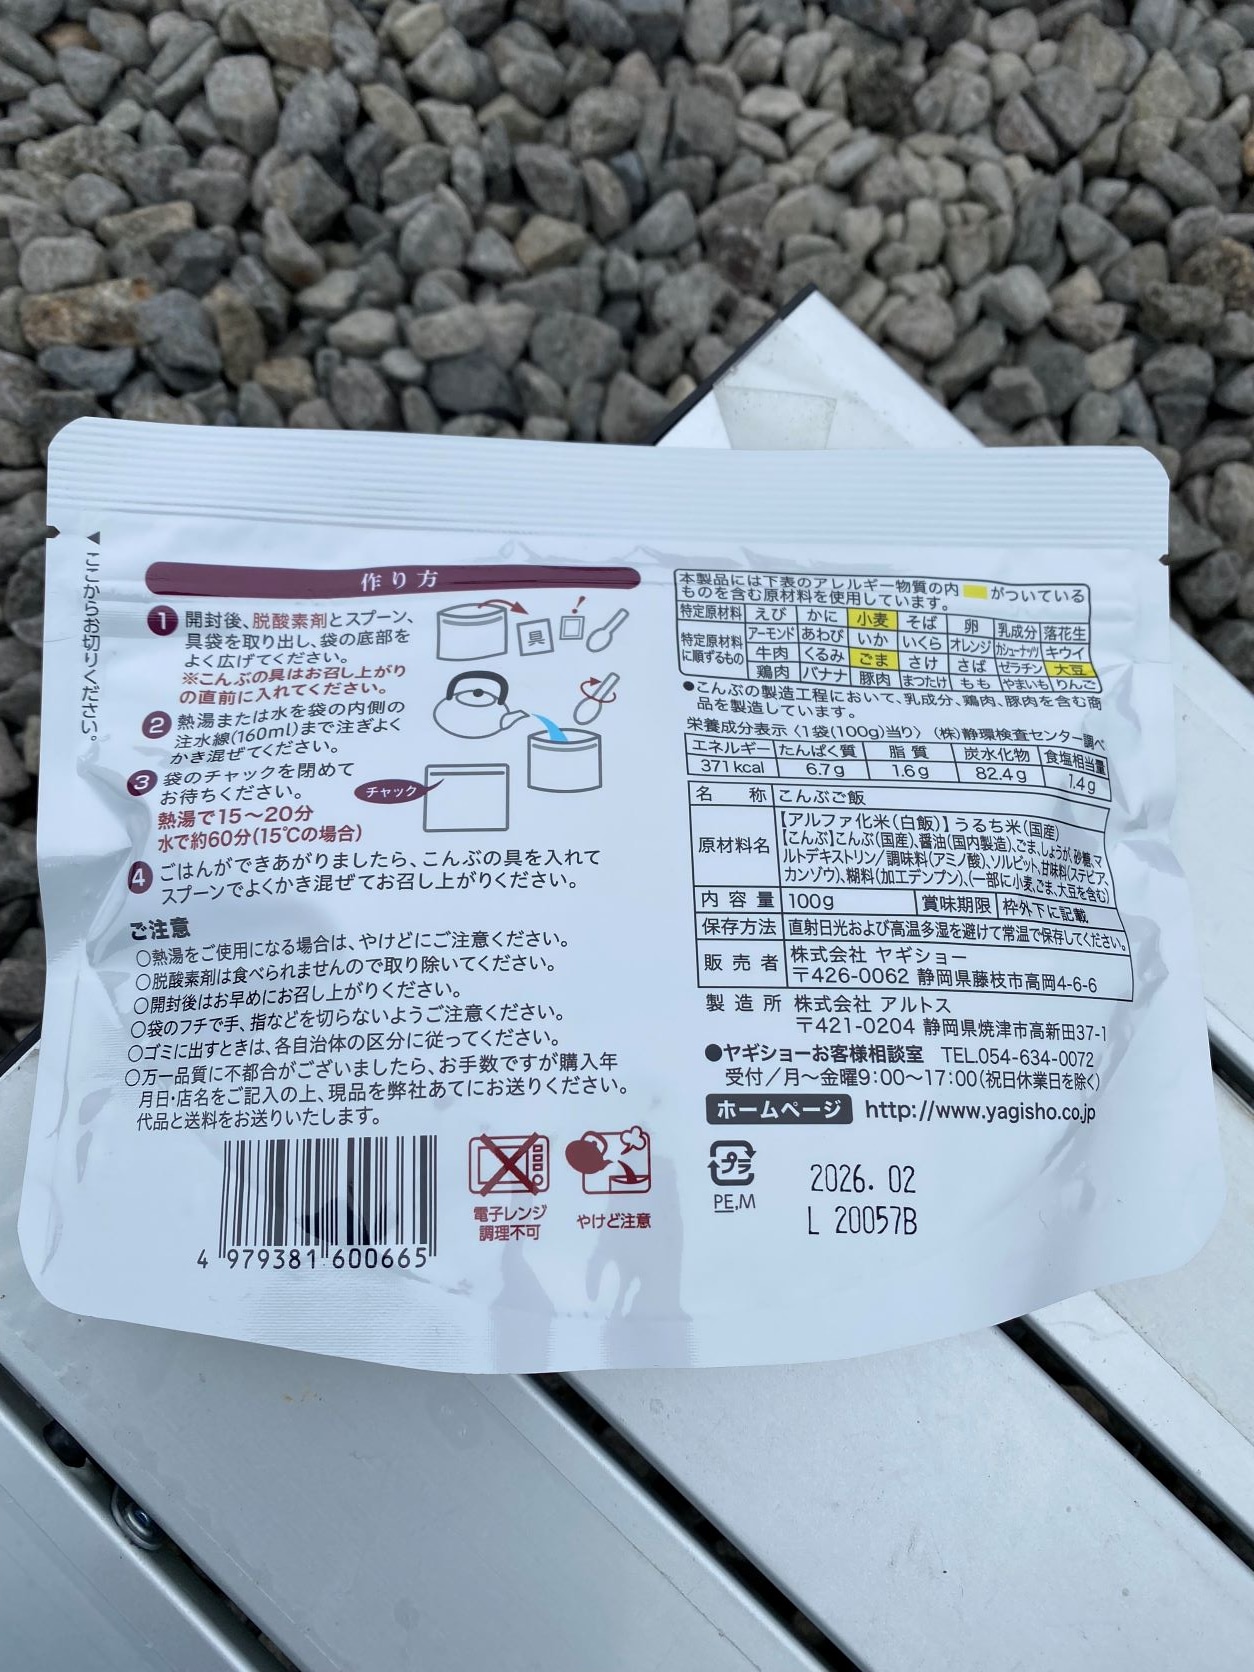 ここからお切りください。
作り方
1 開封後、脱酸素剤とスプーン、
具袋を取り出し、袋の底部を
よく広げてください。
※こんぶの具はお召し上がり
の直前に入れてください。
具
2 熱湯または水を袋の内側の
注水線(160ml)まで注ぎよく
かき混ぜてください。
3 袋のチャックを閉めて
お待ちください。
熱湯で15〜20分
水で約60分(15℃の場合)
チャック
4 ごはんができあがりましたら、こんぶの具を入れて
スプーンでよくかき混ぜてお召し上がりください。
ご注意
○熱湯をご使用になる場合は、やけどにご注意ください。
○脱酸素剤は食べられませんので取り除いてください。
○開封後はお早めにお召し上がりください。
○袋のフチで手、指などを切らないようご注意ください。
○ゴミに出すときは、各自治体の区分に従ってください。
○万一品質に不都合がございましたら、お手数ですが購入年
月日・店名をご記入の上、現品を弊社あてにお送りください。
代品と送料をお送りいたします。
4 979381 600665
電子レンジ
調理不可
やけど注意
本製品には下表のアレルギー物質の内 がついている
ものを含む原材料を使用しています。
特定原材料 えび かに 小麦 そば 卵 乳成分 落花生
特定原材料に準ずるもの アーモンド あわび いか いくら オレンジ カシューナッツ キウイ
牛肉 くるみ ごま さけ さば ゼラチン 大豆
鶏肉 バナナ 豚肉 まつたけ もも やまいも りんご
●こんぶの製造工程において、乳成分、鶏肉、豚肉を含む商
品を製造しています。
栄養成分表示〈1袋(100g)当り〉(株)静環検査センター調べ
エネルギー たんぱく質 脂質 炭水化物 食塩相当量
371kcal 6.7g 1.6g 82.4g 1.4g
名称 こんぶご飯
原材料名 【アルファ化米(白飯)】うるち米(国産)
【こんぶ】こんぶ(国産)、醤油(国内製造)、ごま、しょうが、砂糖、マ
ルトデキストリン/調味料(アミノ酸)、ソルビット、甘味料(ステビア、
カンゾウ)、糊料(加工デンプン)、(一部に小麦、ごま、大豆を含む)
内容量 100g 賞味期限 枠外下に記載
保存方法 直射日光および高温多湿を避けて常温で保存してください。
販売者 株式会社 ヤギショー
〒426-0062 静岡県藤枝市高岡4-6-6
製造所 株式会社 アルトス
〒421-0204 静岡県焼津市高新田37-1
●ヤギショーお客様相談室 TEL.054-634-0072
受付/月〜金曜9:00〜17:00(祝日休業日を除く)
ホームページ http://www.yagisho.co.jp
プラ
PE,M
2026. 02
L 20057B